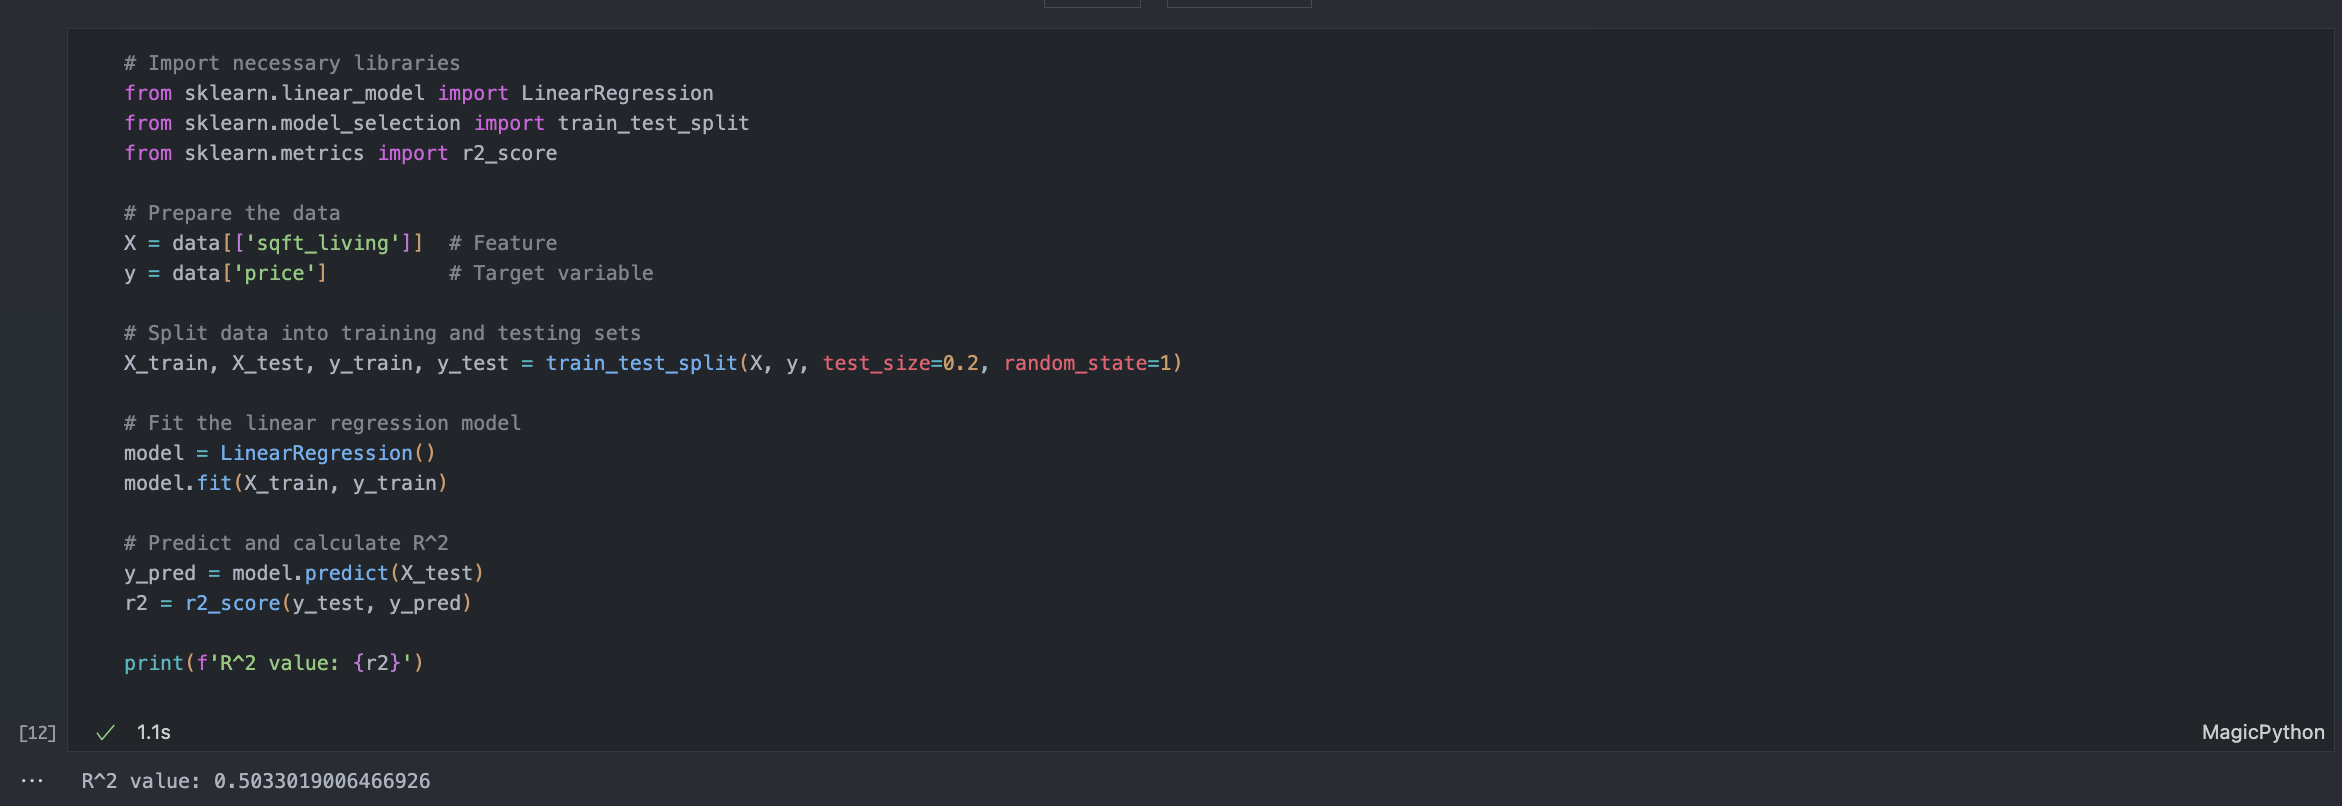 # Import necessary libraries
from sklearn.linear_model import LinearRegression
from sklearn.model_selection import train_test_split
from sklearn.metrics import r2_score
# Prepare the data
X = data[['sqft_living']]  # Feature
y = data['price']          # Target variable
# Split data into training and testing sets
X_train, X_test, y_train, y_test = train_test_split(X, y, test_size=0.2, random_state=1)
# Fit the linear regression model
model = LinearRegression()
model.fit(X_train, y_train)
# Predict and calculate R^2
y_pred = model.predict(X_test)
r2 = r2_score(y_test, y_pred)
print(f'R^2 value: {r2}')
[12] ✓ 1.1s MagicPython
... R^2 value: 0.5033019006466926